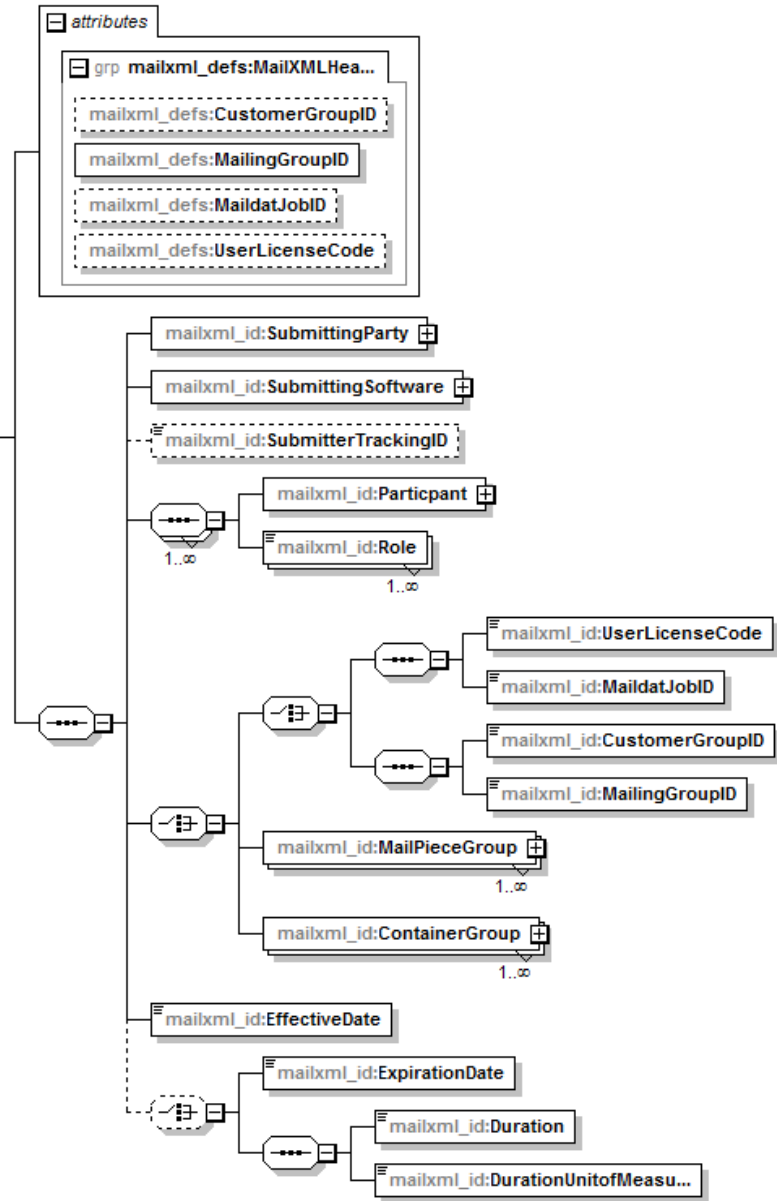 attributes
grp mailxml_defs:MailXMLHea...
mailxml_defs:CustomerGroupID
mailxml_defs:MailingGroupID
mailxml_defs:MaildatJobID
mailxml_defs:UserLicenseCode
mailxml_id:SubmittingParty
mailxml_id:SubmittingSoftware
mailxml_id:SubmitterTrackingID
mailxml_id:Particpant
1..∞
mailxml_id:Role
1..∞
mailxml_id:UserLicenseCode
mailxml_id:MaildatJobID
mailxml_id:CustomerGroupID
mailxml_id:MailingGroupID
mailxml_id:MailPieceGroup
1..∞
mailxml_id:ContainerGroup
1..∞
mailxml_id:EffectiveDate
mailxml_id:ExpirationDate
mailxml_id:Duration
mailxml_id:DurationUnitofMeasu...